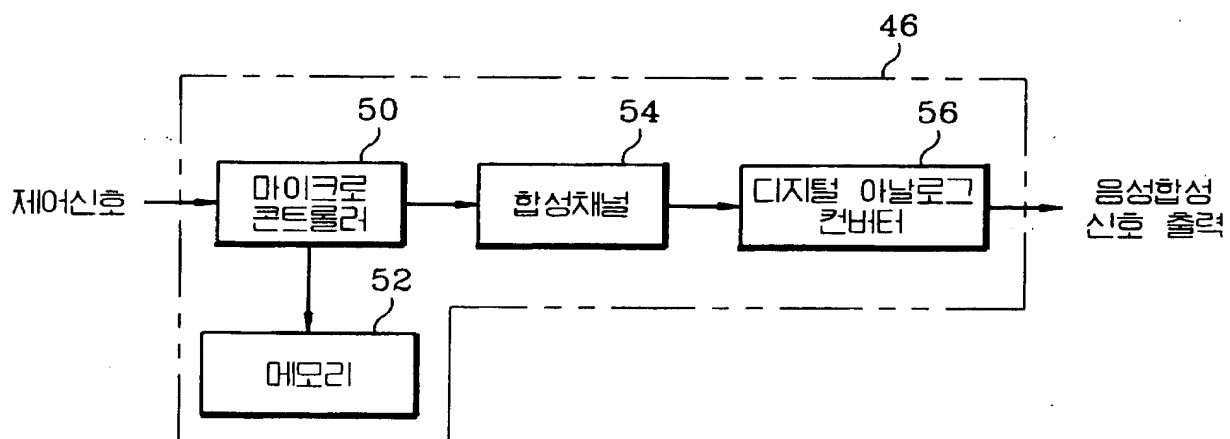 46
50
54
56
제어신호
마이크로
콘트롤러
합성채널
디지털 아날로그
컨버터
음성합성
신호 출력
52
메모리